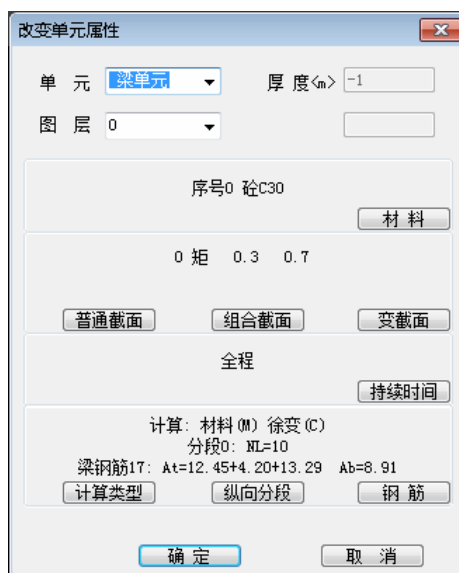 改变单元属性
单 元 梁单元 厚 度<m> -1
图 层 0
序号0 砼C30
材 料
0 矩 0.3 0.7
普通截面 组合截面 变截面
全程
持续时间
计算: 材料(M) 徐变(C)
分段0: NL=10
梁钢筋17: At=12.45+4.20+13.29 Ab=8.91
计算类型 纵向分段 钢 筋
确 定 取 消